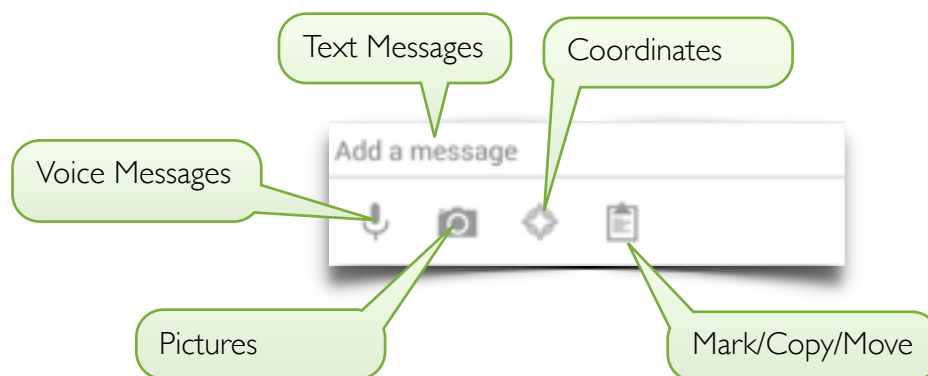 Text Messages
Coordinates
Add a message
Voice Messages
Pictures
Mark/Copy/Move